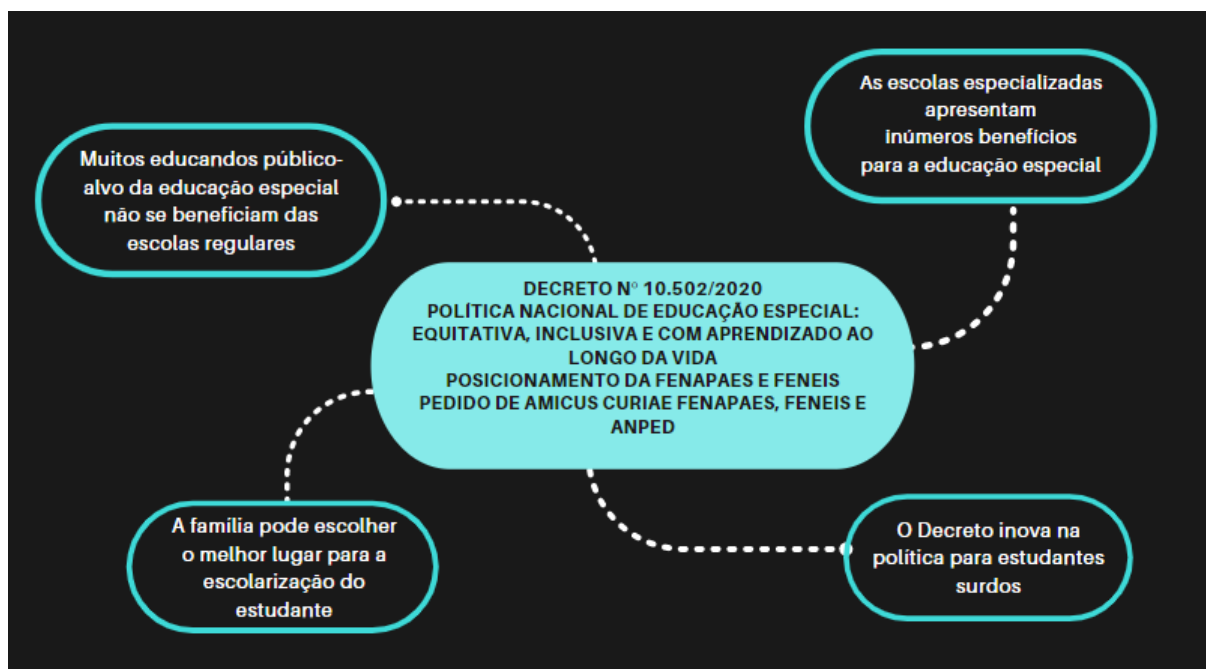 Muitos educandos público-
alvo da educação especial
não se beneficiam das
escolas regulares
As escolas especializadas
apresentam
inúmeros benefícios
para a educação especial
DECRETO N° 10.502/2020
POLÍTICA NACIONAL DE EDUCAÇÃO ESPECIAL:
EQUITATIVA, INCLUSIVA E COM APRENDIZADO AO
LONGO DA VIDA
POSICIONAMENTO DA FENAPAES E FENEIS
PEDIDO DE AMICUS CURIAE FENAPAES, FENEIS E
ANPED
A família pode escolher
o melhor lugar para a
escolarização do
estudante
O Decreto inova na
política para estudantes
surdos